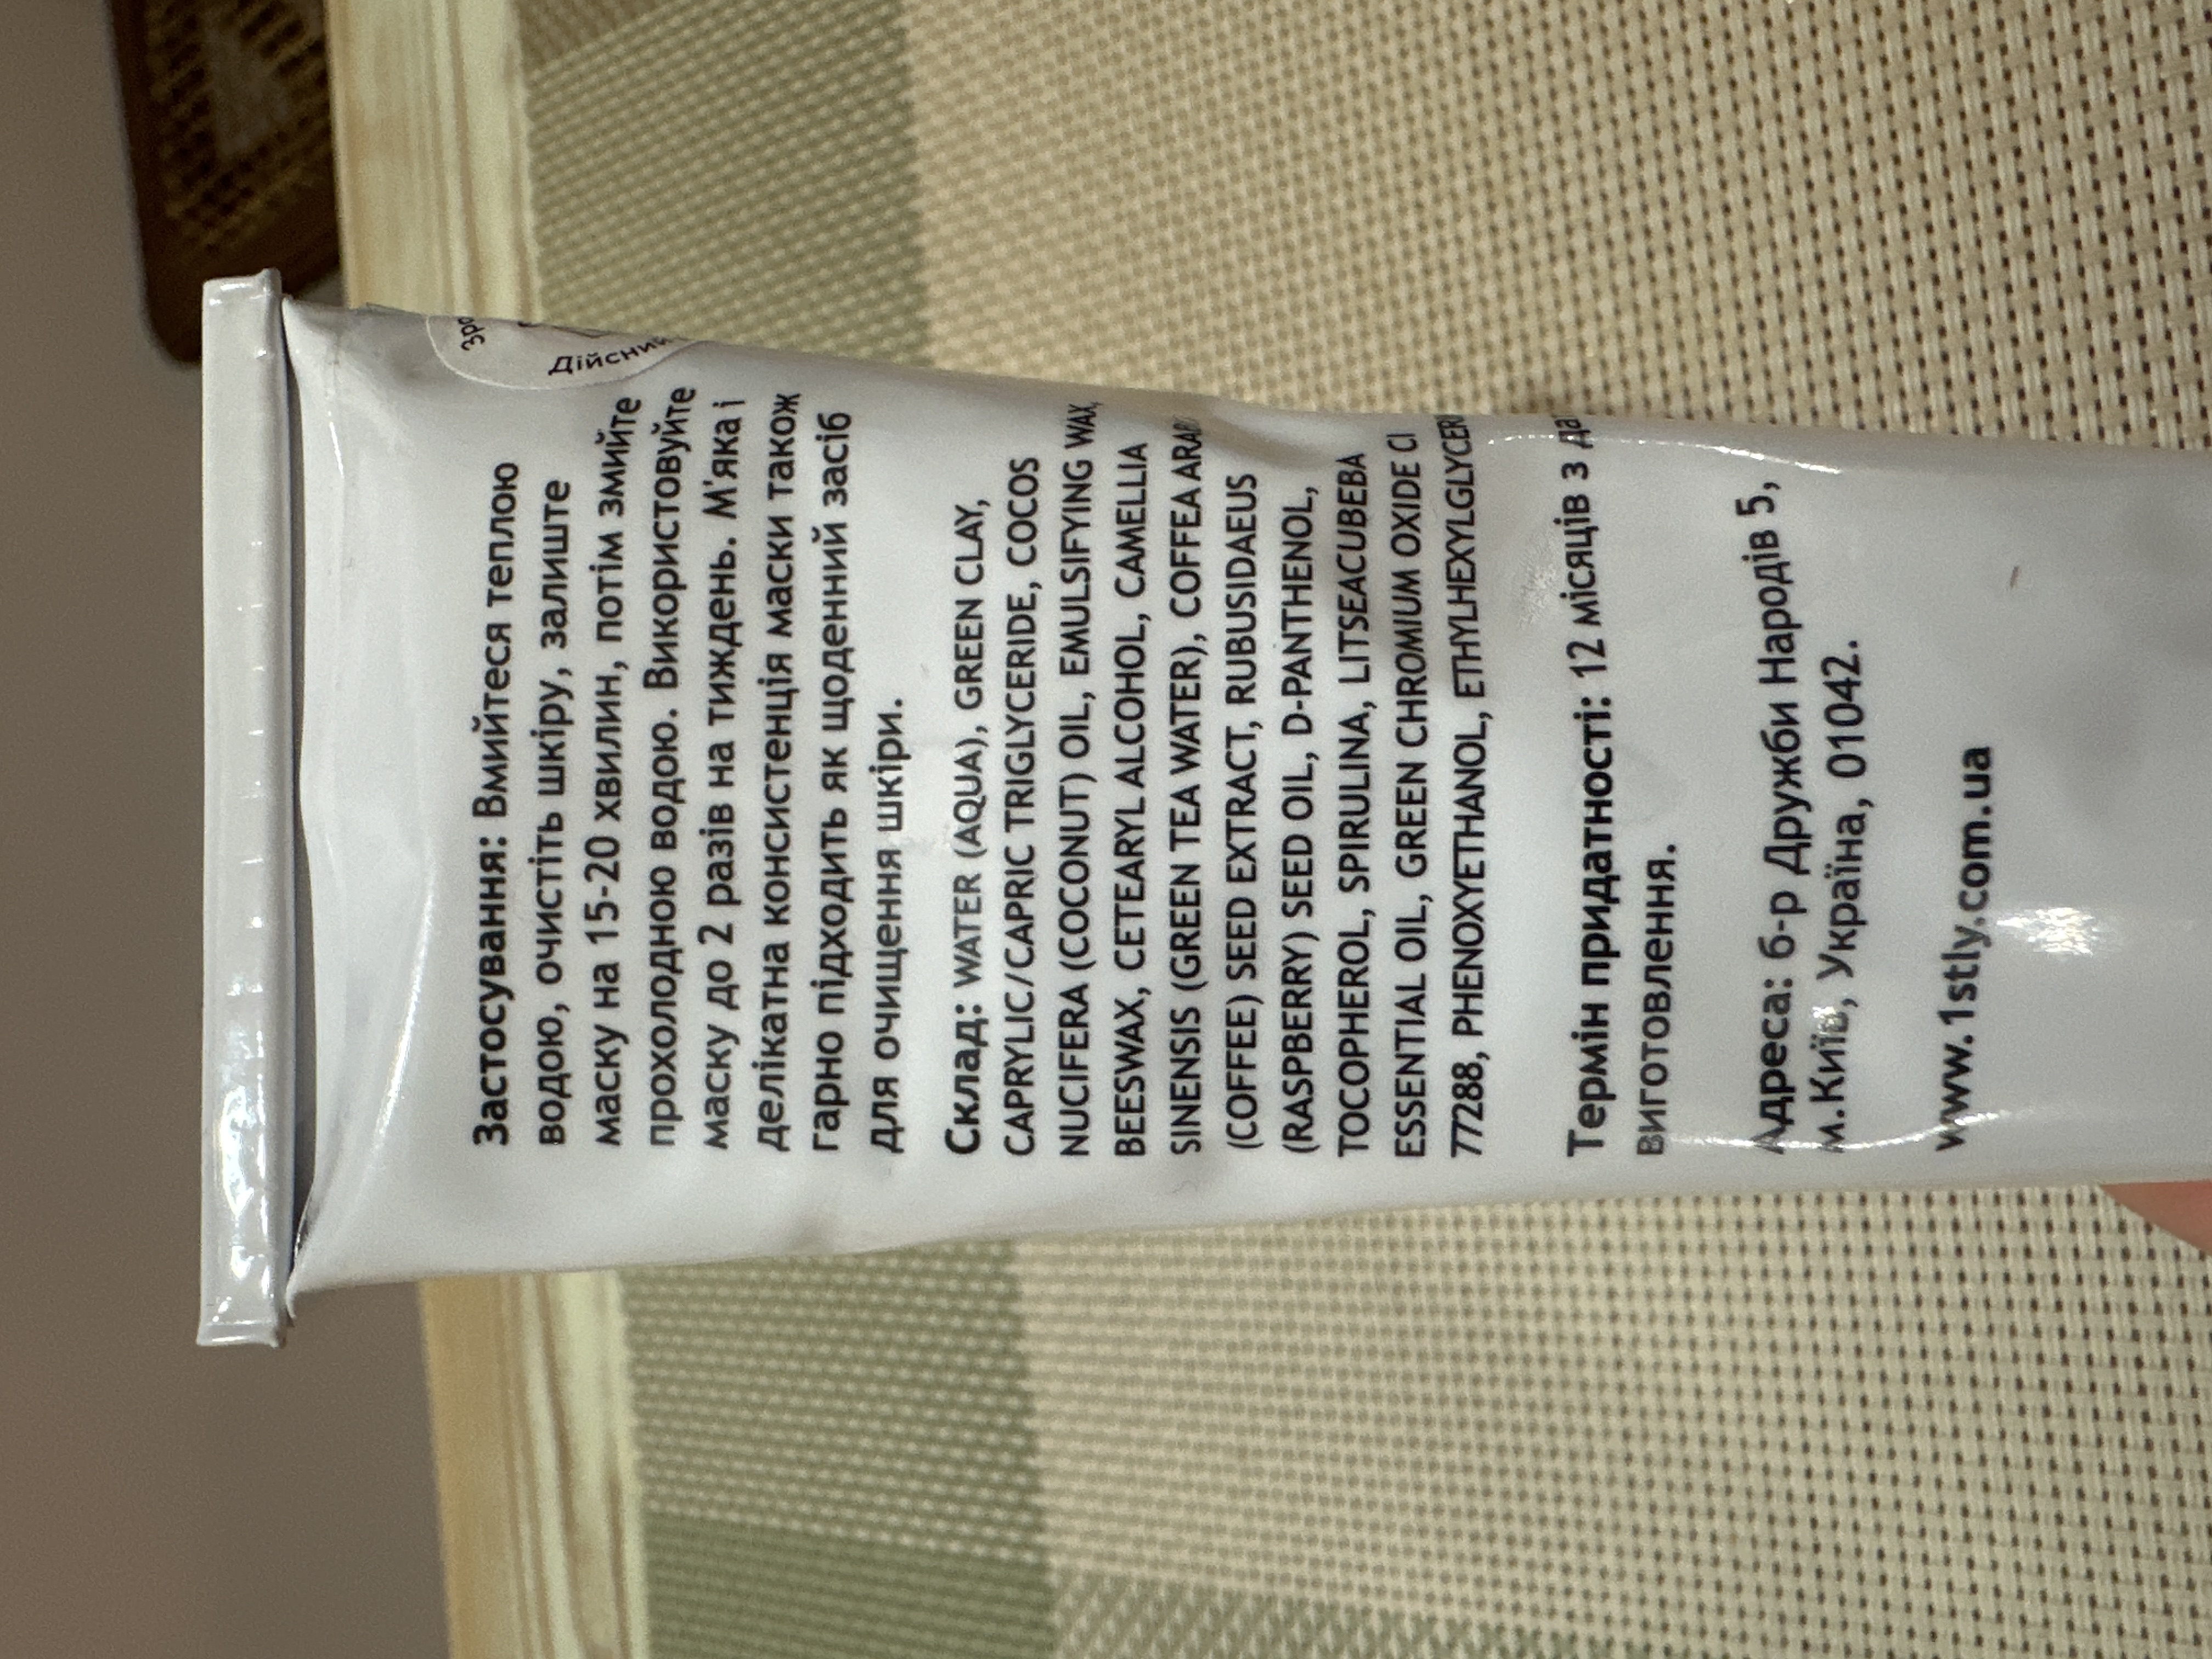 Дійсний
Застосування: Вмийтеся теплою
водою, очистіть шкіру, залиште
маску на 15-20 хвилин, потім змийте
прохолодною водою. Використовуйте
маску до 2 разів на тиждень. М'яка і
делікатна консистенція маски також
гарно підходить як щоденний засіб
для очищення шкіри.
Склад: WATER (AQUA), GREEN CLAY,
CAPRYLIC/CAPRIC TRIGLYCERIDE, COCOS
NUCIFERA (COCONUT) OIL, EMULSIFYING WAX,
BEESWAX, CETEARYL ALCOHOL, CAMELLIA
SINENSIS (GREEN TEA WATER), COFFEA
(COFFEE) SEED EXTRACT, RUBUSIDAEUS
(RASPBERRY) SEED OIL, D-PANTHENOL,
TOCOPHEROL, SPIRULINA, LITSEACUBEBA
ESSENTIAL OIL, GREEN CHROMIUM OXIDE CI
77288, PHENOXYETHANOL,
Термін придатності: 12 місяців з
виготовлення.
Адреса: б-р Дружби Народів 5,
м.Київ, Україна, 01042.
www.1stly.com.ua